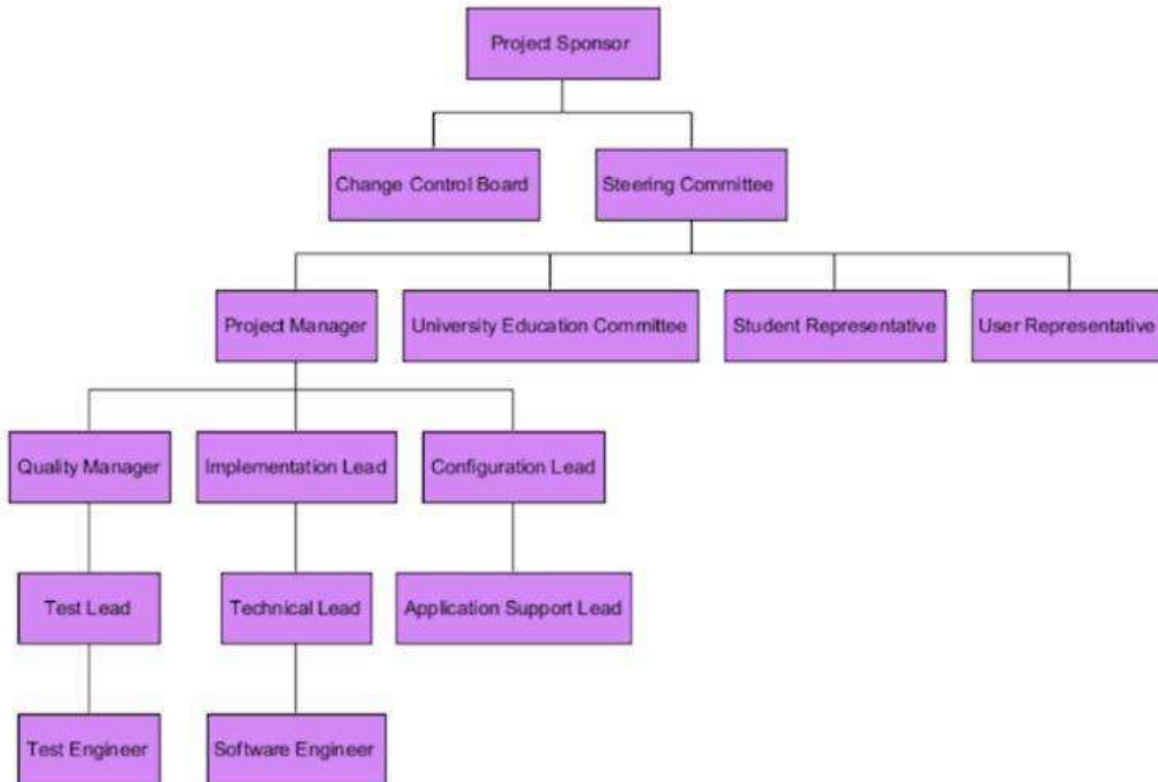 Project Sponsor
Change Control Board
Steering Committee
Project Manager
University Education Committee
Student Representative
User Representative
Quality Manager
Implementation Lead
Configuration Lead
Test Lead
Technical Lead
Application Support Lead
Test Engineer
Software Engineer